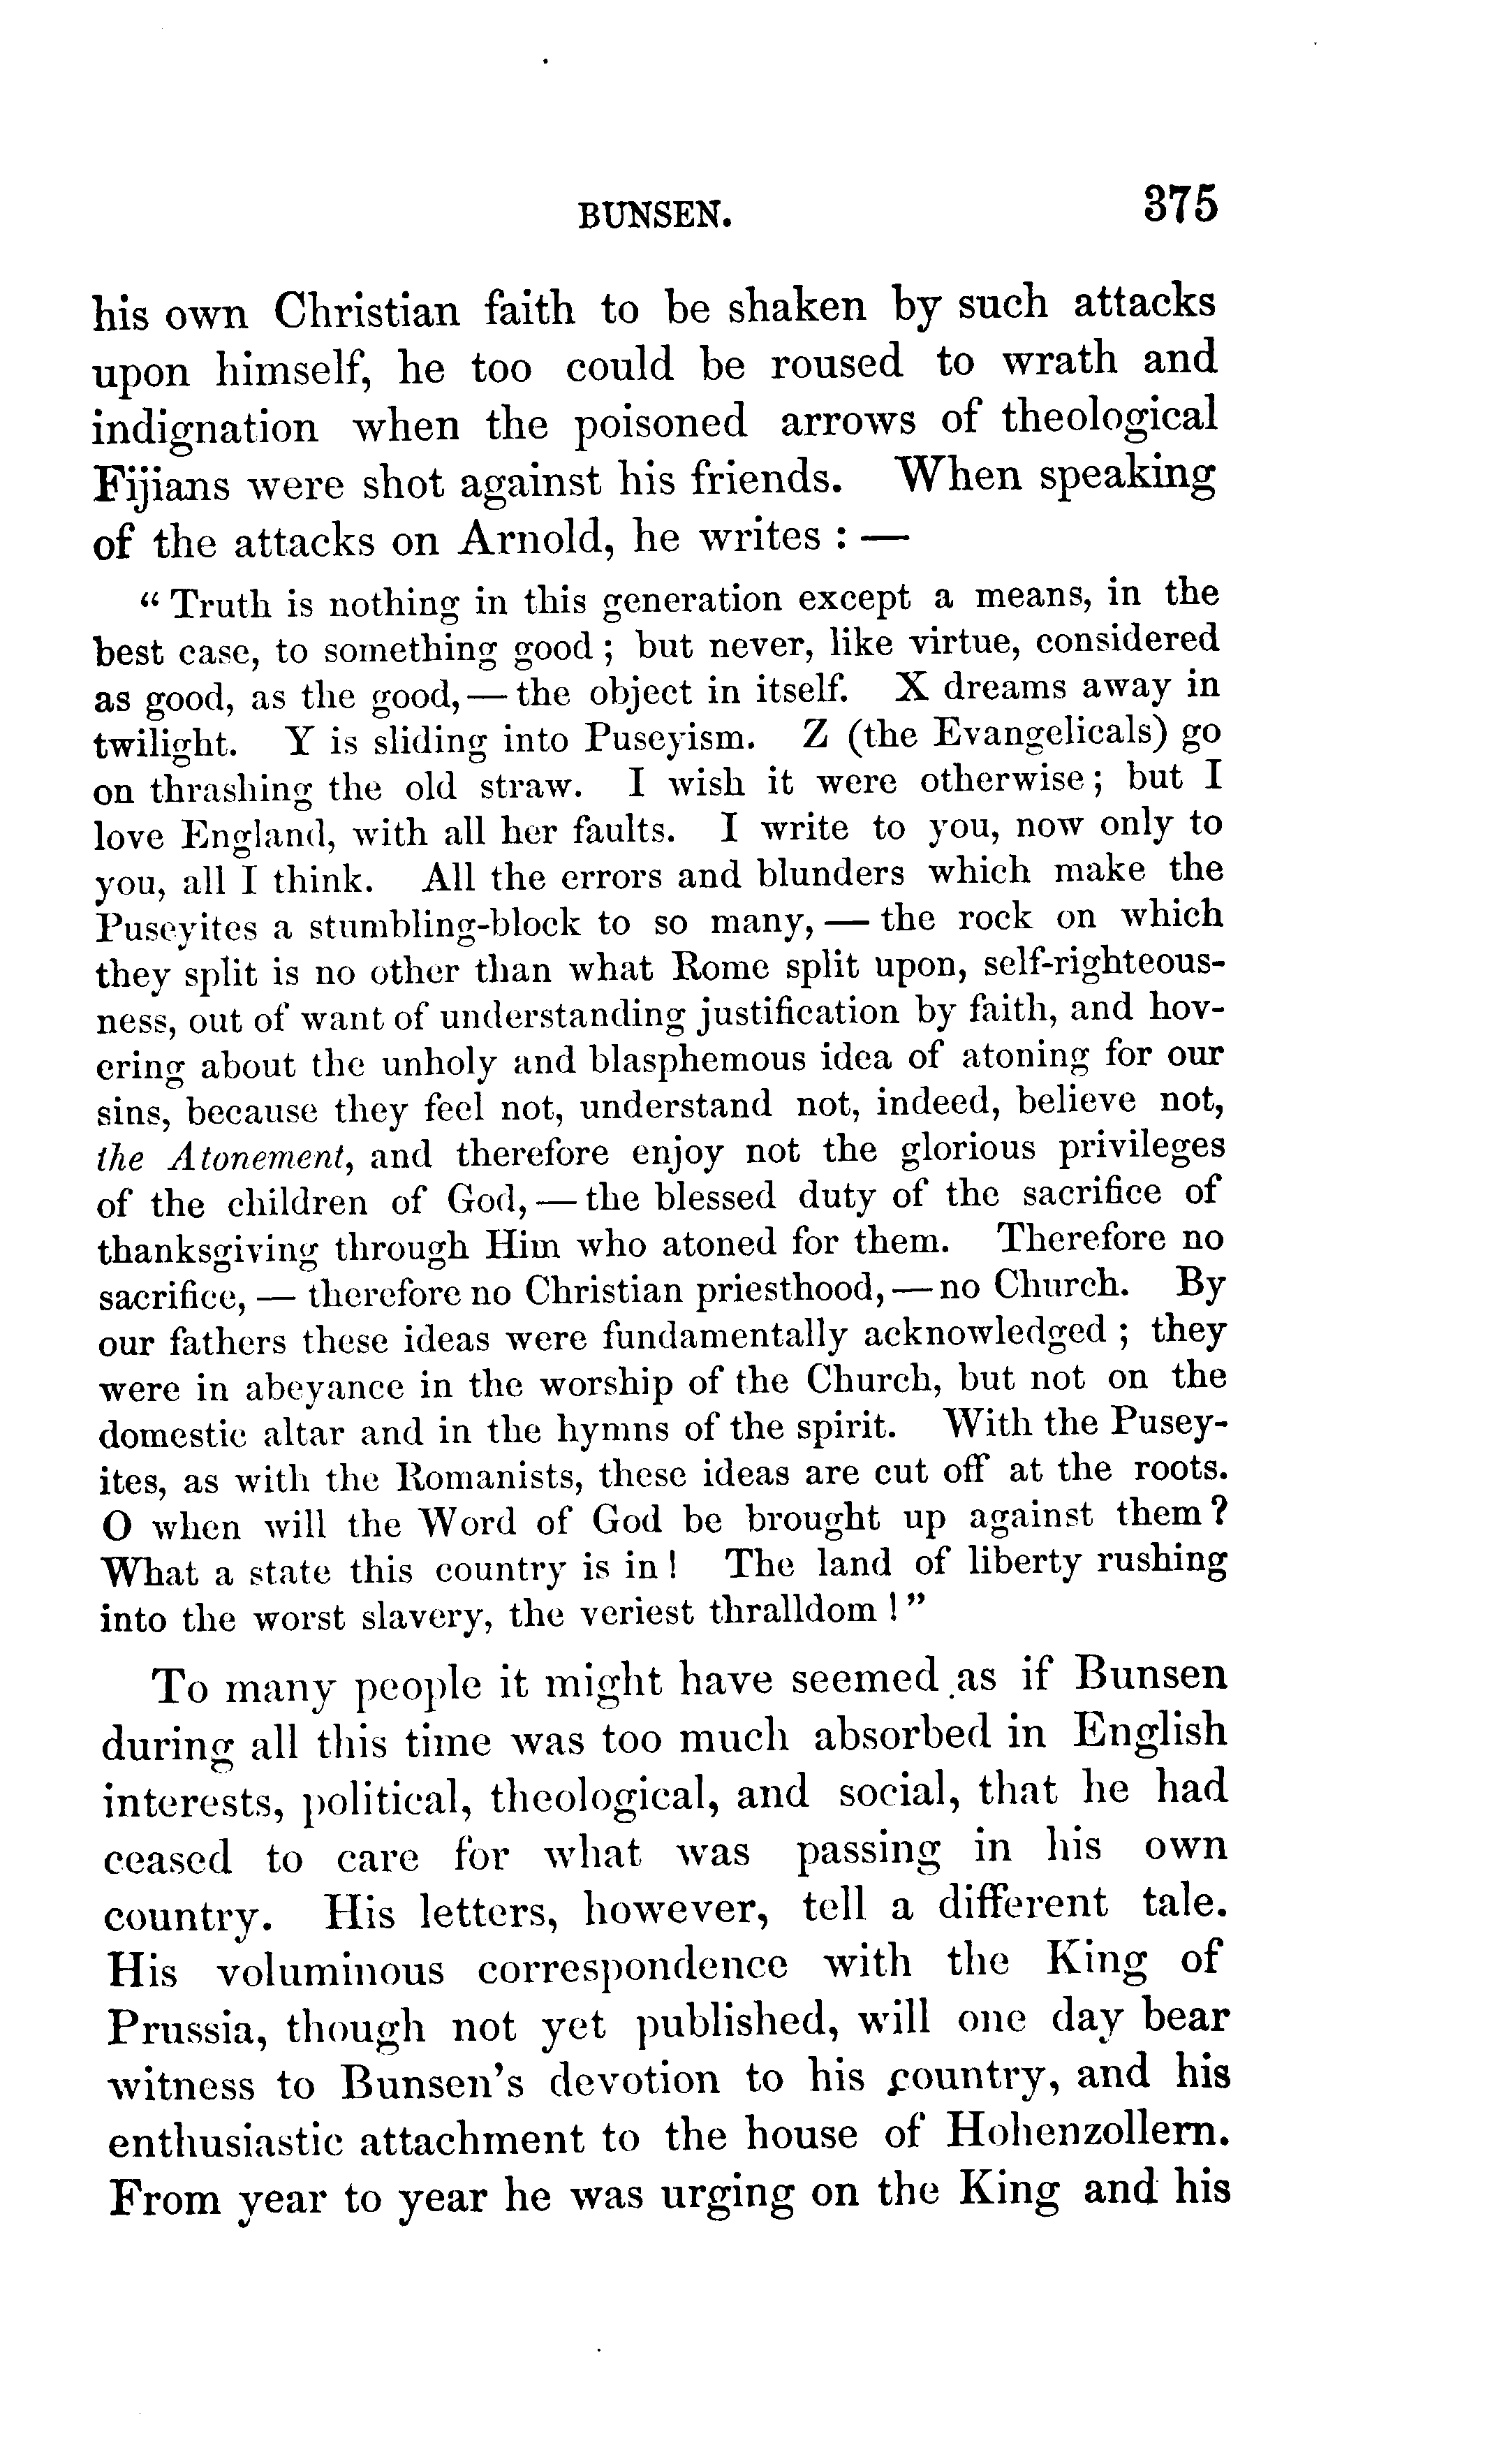 BUNSEN. 375
his own Christian faith to be shaken by such attacks
upon himself, he too could be roused to wrath and
indignation when the poisoned arrows of theological
Fijians were shot against his friends. When speaking
of the attacks on Arnold, he writes : —
“ Truth is nothing in this generation except a means, in the
best case, to something good ; but never, like virtue, considered
as good, as the good, — the object in itself. X dreams away in
twilight. Y is sliding into Puseyism. Z (the Evangelicals) go
on thrashing the old straw. I wish it were otherwise ; but I
love England, with all her faults. I write to you, now only to
you, all I think. All the errors and blunders which make the
Puseyites a stumbling-block to so many, — the rock on which
they split is no other than what Rome split upon, self-righteous-
ness, out of want of understanding justification by faith, and hov-
ering about the unholy and blasphemous idea of atoning for our
sins, because they feel not, understand not, indeed, believe not,
the Atonement, and therefore enjoy not the glorious privileges
of the children of God, — the blessed duty of the sacrifice of
thanksgiving through Him who atoned for them. Therefore no
sacrifice, — therefore no Christian priesthood, — no Church. By
our fathers these ideas were fundamentally acknowledged ; they
were in abeyance in the worship of the Church, but not on the
domestic altar and in the hymns of the spirit. With the Pusey-
ites, as with the Romanists, these ideas are cut off at the roots.
O when will the Word of God be brought up against them ?
What a state this country is in ! The land of liberty rushing
into the worst slavery, the veriest thralldom ! ”
To many people it might have seemed as if Bunsen
during all this time was too much absorbed in English
interests, political, theological, and social, that he had
ceased to care for what was passing in his own
country. His letters, however, tell a different tale.
His voluminous correspondence with the King of
Prussia, though not yet published, will one day bear
witness to Bunsen's devotion to his country, and his
enthusiastic attachment to the house of Hohenzollern.
From year to year he was urging on the King and his